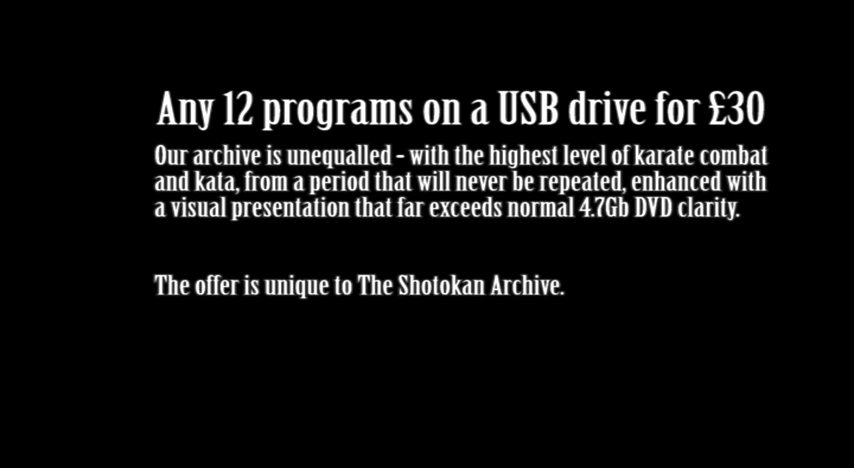 Any 12 programs on a USB drive for £30
Our archive is unequalled - with the highest level of karate combat
and kata, from a period that will never be repeated, enhanced with
a visual presentation that far exceeds normal 4.7Gb DVD clarity.
The offer is unique to The Shotokan Archive.